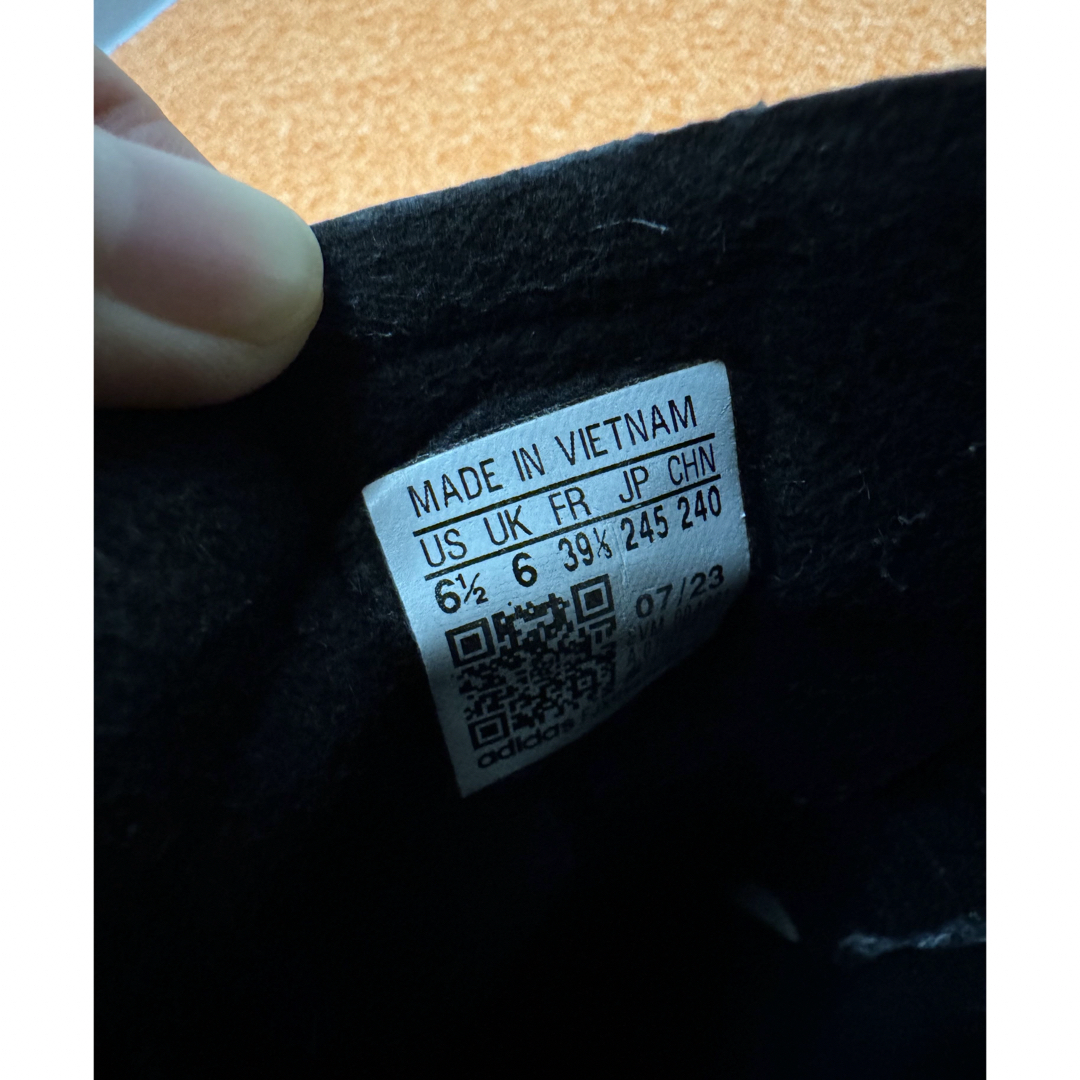 MADE IN VIETNAM
US UK FR JP CHN
6½ 6 39⅓ 245 240
07/23
adidas